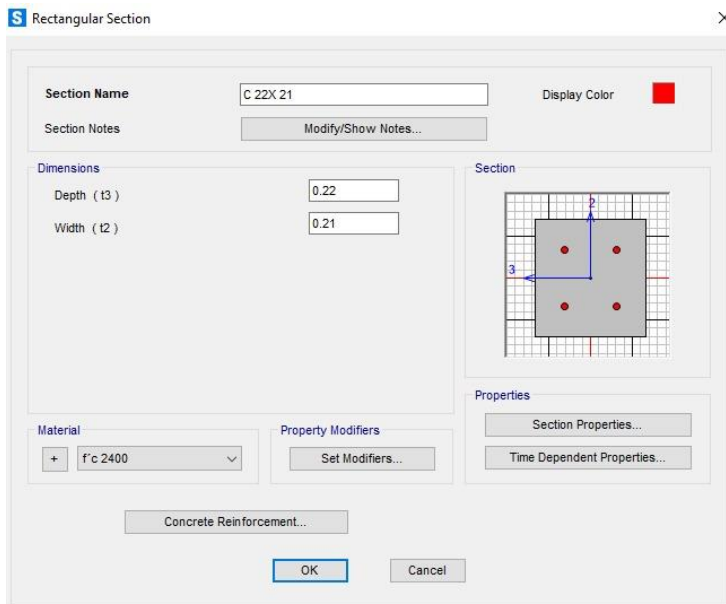 S Rectangular Section
Section Name C 22X 21 Display Color
Section Notes Modify/Show Notes...
Dimensions
Depth ( t3 ) 0.22
Width ( t2 ) 0.21
Section
2
3
Properties
Section Properties...
Time Dependent Properties...
Material
+ f´c 2400
Property Modifiers
Set Modifiers...
Concrete Reinforcement...
OK Cancel